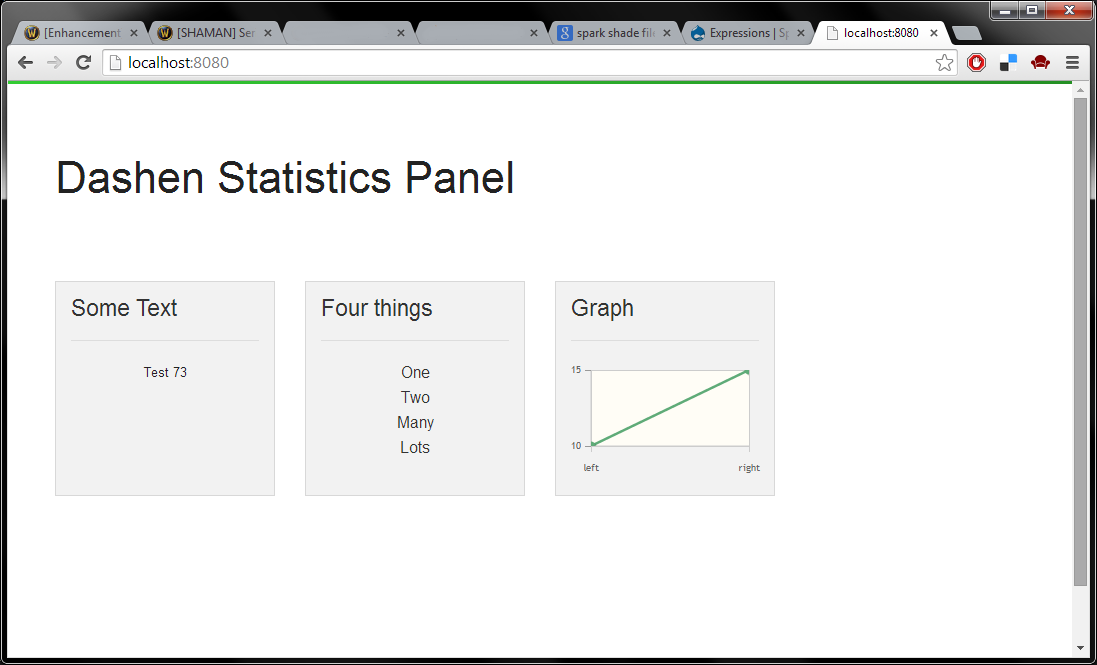 [Enhancement
[SHAMAN] Ser
spark shade file
Expressions | Sp
localhost:8080
localhost:8080
Dashen Statistics Panel
Some Text
Test 73
Four things
One
Two
Many
Lots
Graph
15
10
left
right